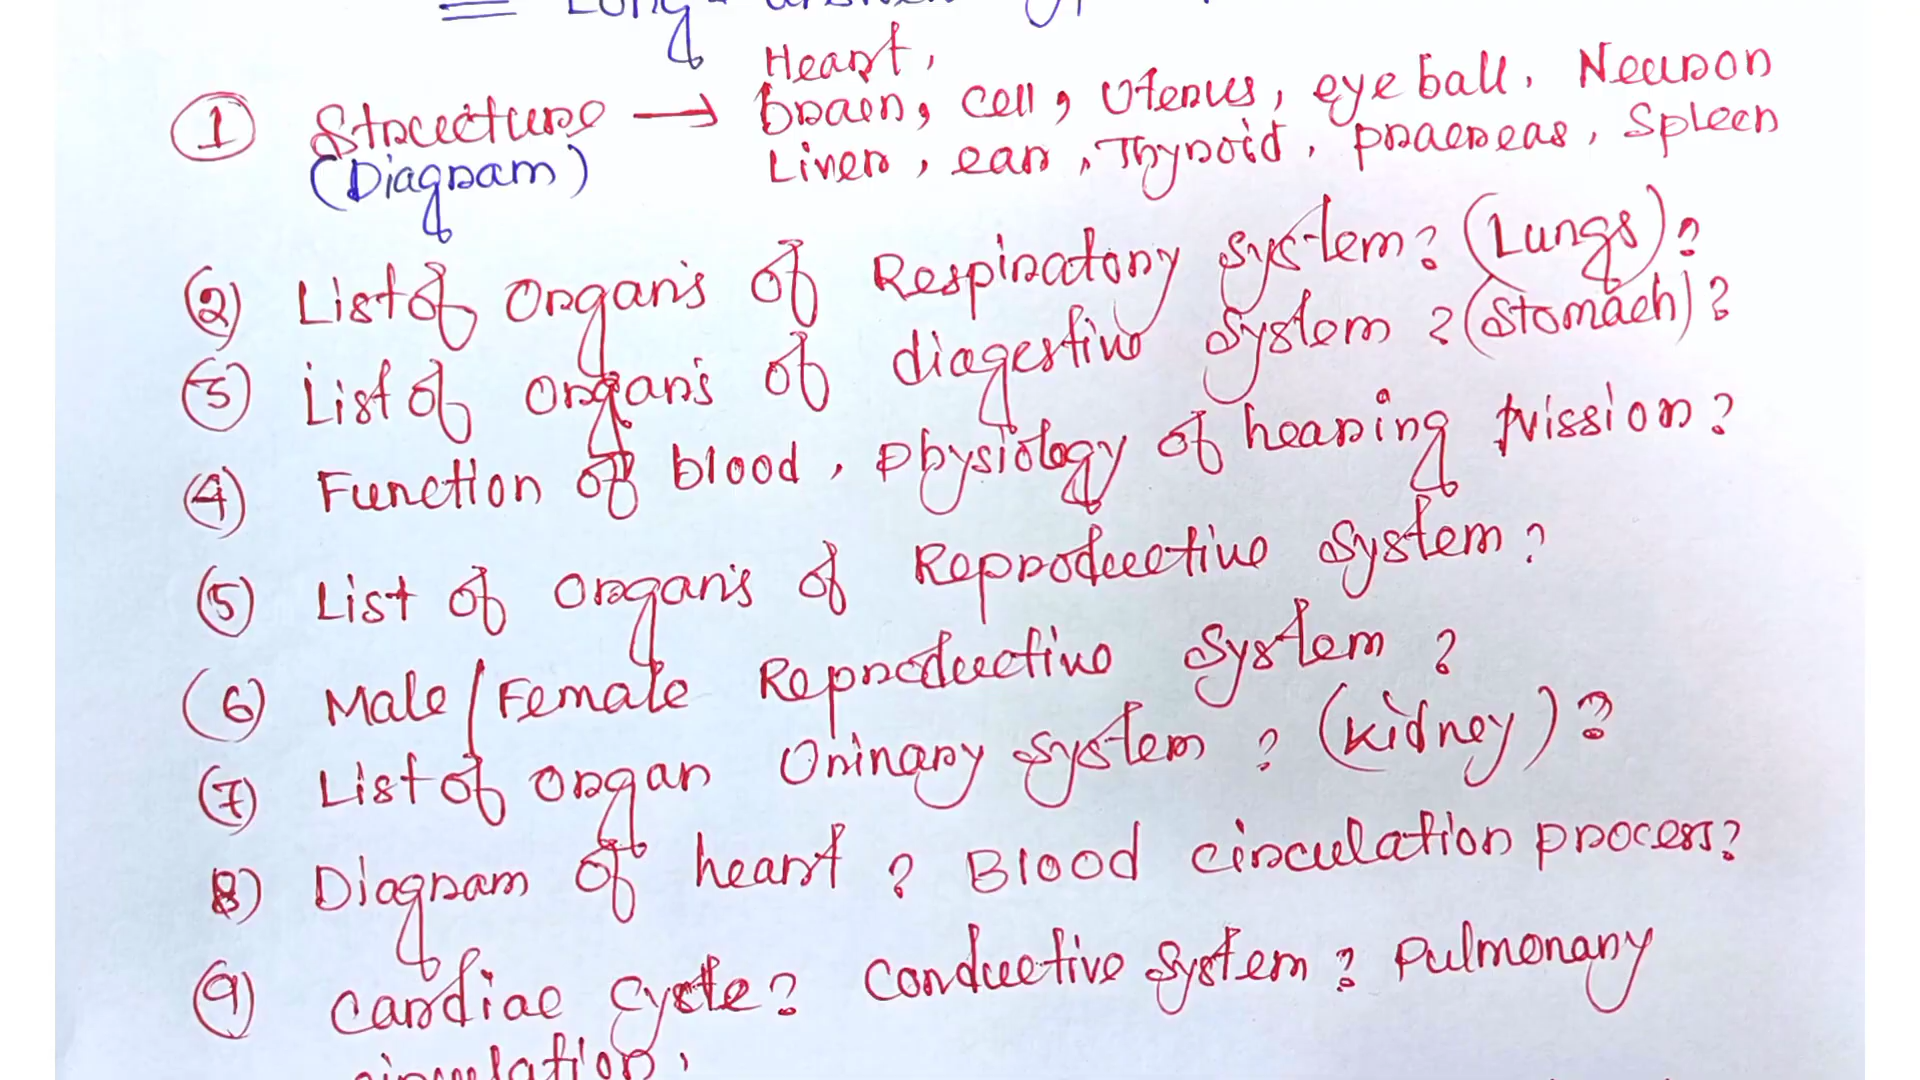 = Long answer
Heart,
① Structure → brain, cell, Uterus, eye ball, Neuron
(Diagram) Liver, ear, Thyroid, pancreas, Spleen
② List of organ's of Respiratory system? (Lungs)?
③ List of organ's of diagestive system? (Stomach)?
④ Function of blood, physiology of hearing vission?
⑤ List of organ's of Reproductive system?
(6) Male/Female Reproductive system?
⑦ List of organ Urinary system? (kidney)?
8) Diagram of heart? Blood circulation process?
⑨ cardiac cycle? Conductive system? Pulmonary
circulation,